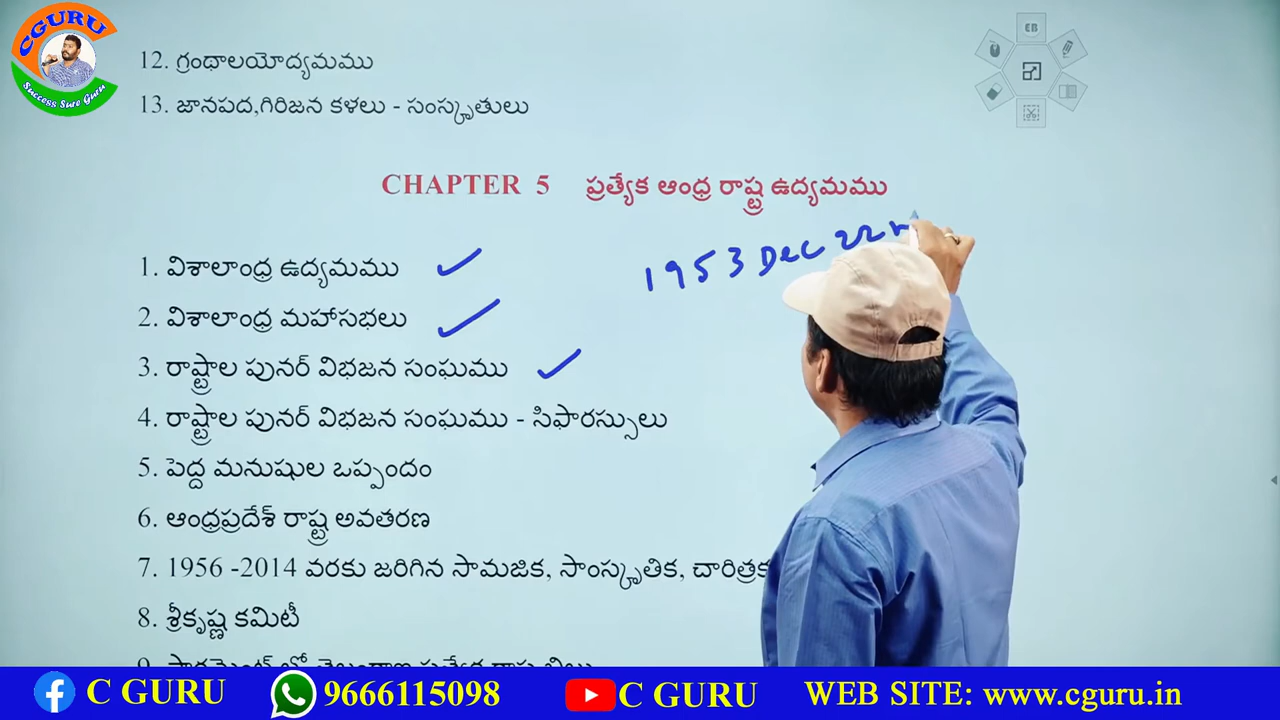 CGURU
Success Sure Guru
12. గ్రంథాలయోద్యమము
13. జానపద,గిరిజన కళలు - సంస్కృతులు
EB
CHAPTER 5 ప్రత్యేక ఆంధ్ర రాష్ట్ర ఉద్యమము
1953 Dec 22
1. విశాలాంధ్ర ఉద్యమము
2. విశాలాంధ్ర మహాసభలు
3. రాష్ట్రాల పునర్ విభజన సంఘము
4. రాష్ట్రాల పునర్ విభజన సంఘము - సిఫారస్సులు
5. పెద్ద మనుషుల ఒప్పందం
6. ఆంధ్రప్రదేశ్ రాష్ట్ర అవతరణ
7. 1956 -2014 వరకు జరిగిన సామజిక, సాంస్కృతిక,
8. శ్రీకృష్ణ కమిటీ
C GURU 9666115098 C GURU WEB SITE: www.cguru.in